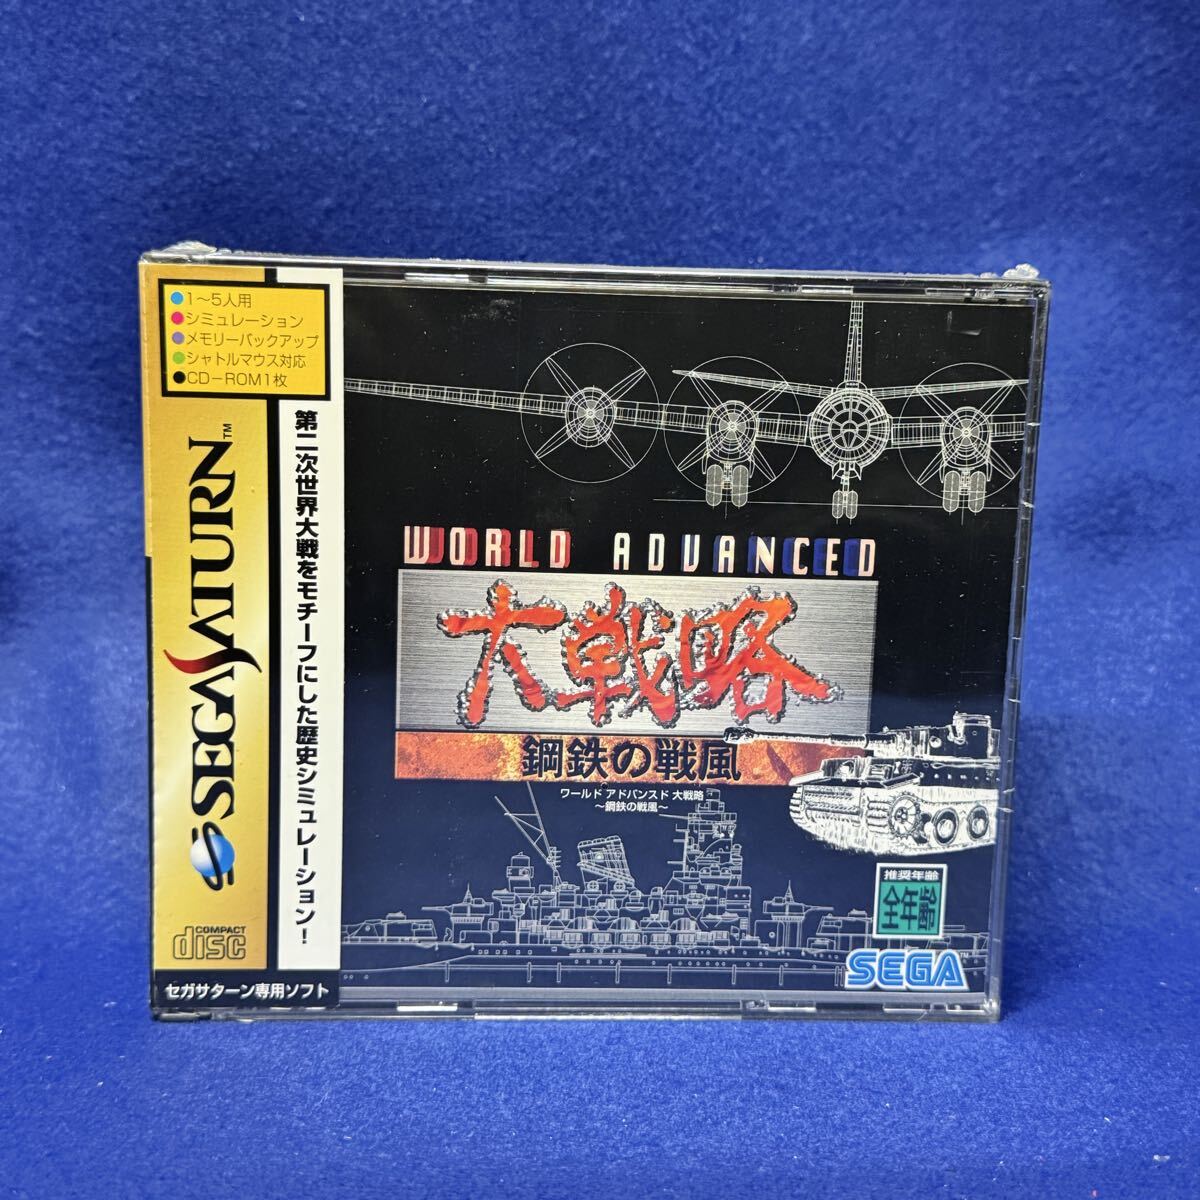 1〜5人用
シミュレーション
メモリーバックアップ
シャトルマウス対応
CD-ROM1枚
SEGA SATURN™
COMPACT
disc
セガサターン専用ソフト
第二次世界大戦をモチーフにした歴史シミュレーション!
WORLD ADVANCED
大戦略
鋼鉄の戦風
ワールド アドバンスド 大戦略
〜鋼鉄の戦風〜
推奨年齢
全年齢
SEGA™